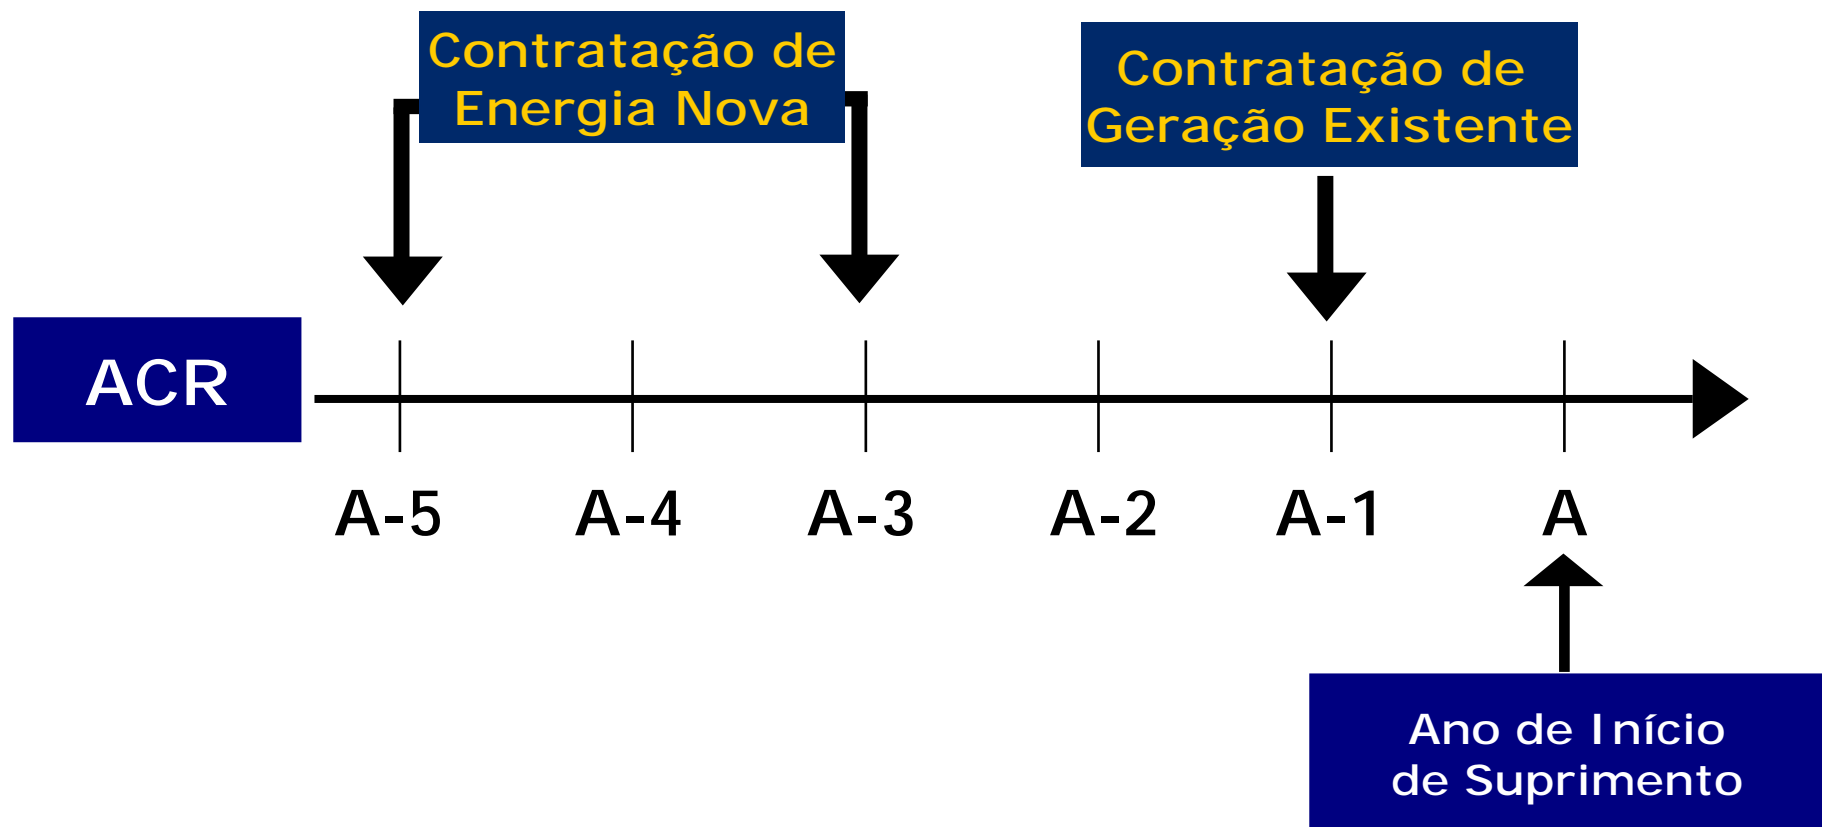 Contratação de
Energia Nova
Contratação de
Geração Existente
ACR
A-5 A-4 A-3 A-2 A-1 A
Ano de Início
de Suprimento